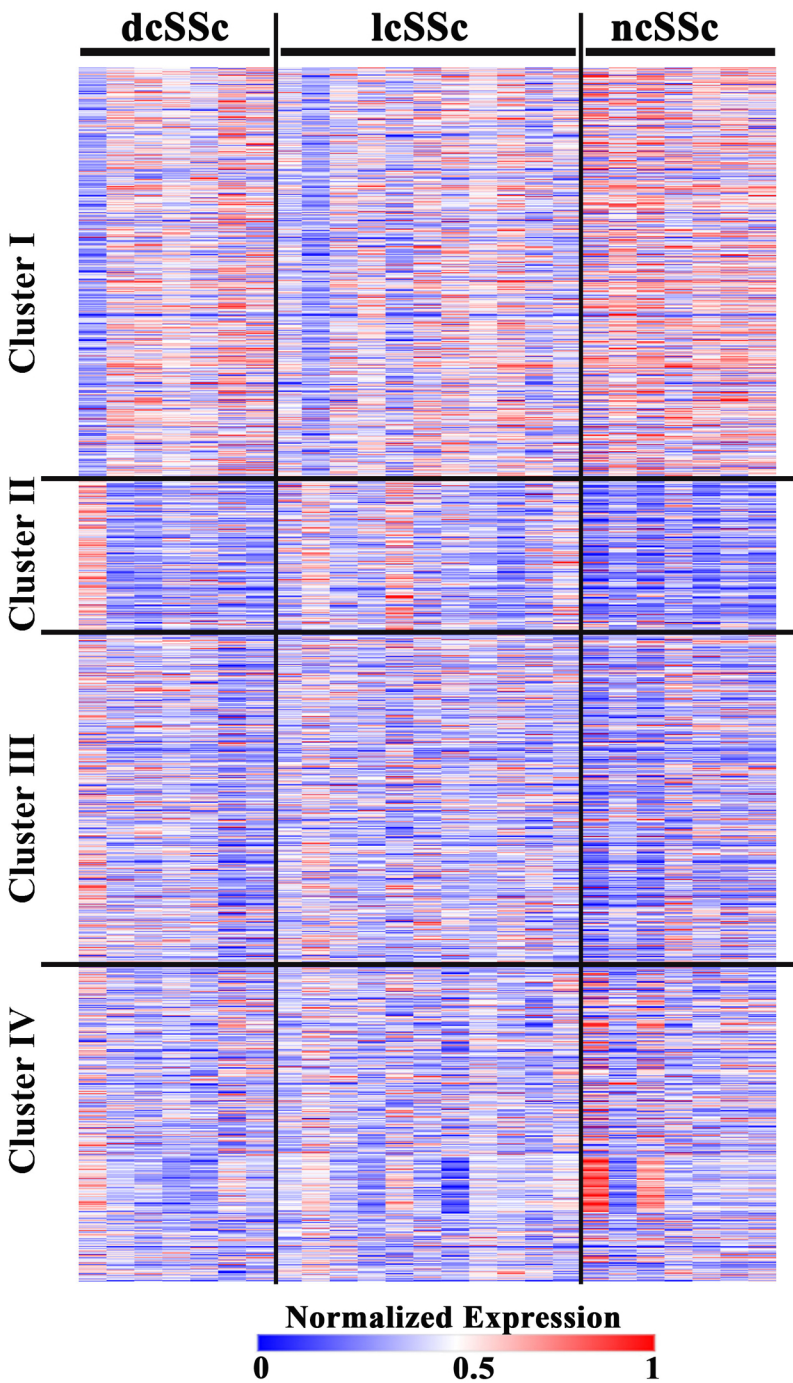 dcSSc lcSSc ncSSc
Cluster I
Cluster II
Cluster III
Cluster IV
Normalized Expression
0 0.5 1